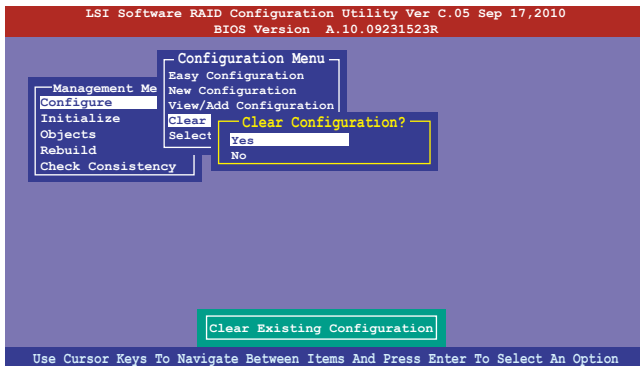 LSI Software RAID Configuration Utility Ver C.05 Sep 17,2010
BIOS Version A.10.09231523R
Configuration Menu
Easy Configuration
New Configuration
View/Add Configuration
Clear
Select
Management Me
Configure
Initialize
Objects
Rebuild
Check Consistency
Clear Configuration?
Yes
No
Clear Existing Configuration
Use Cursor Keys To Navigate Between Items And Press Enter To Select An Option